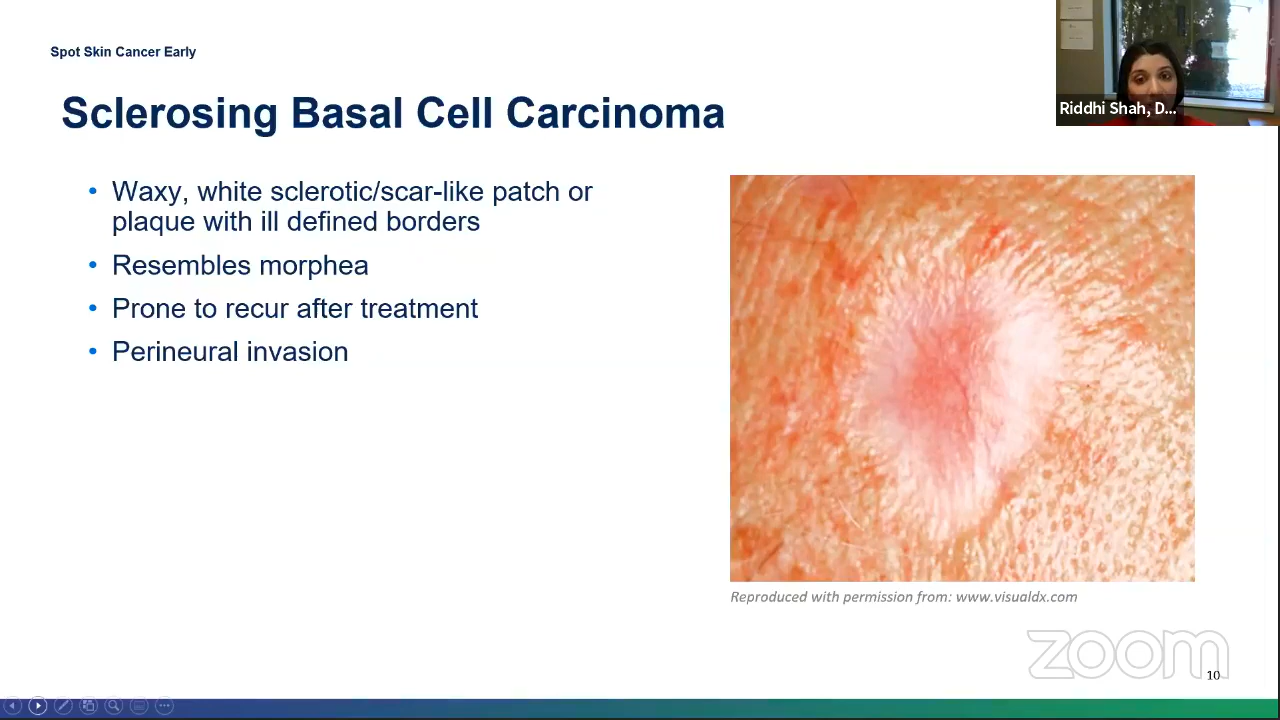 Spot Skin Cancer Early
Riddhi Shah, D...
Sclerosing Basal Cell Carcinoma
• Waxy, white sclerotic/scar-like patch or
plaque with ill defined borders
• Resembles morphea
• Prone to recur after treatment
• Perineural invasion
Reproduced with permission from: www.visualdx.com
zoom
10